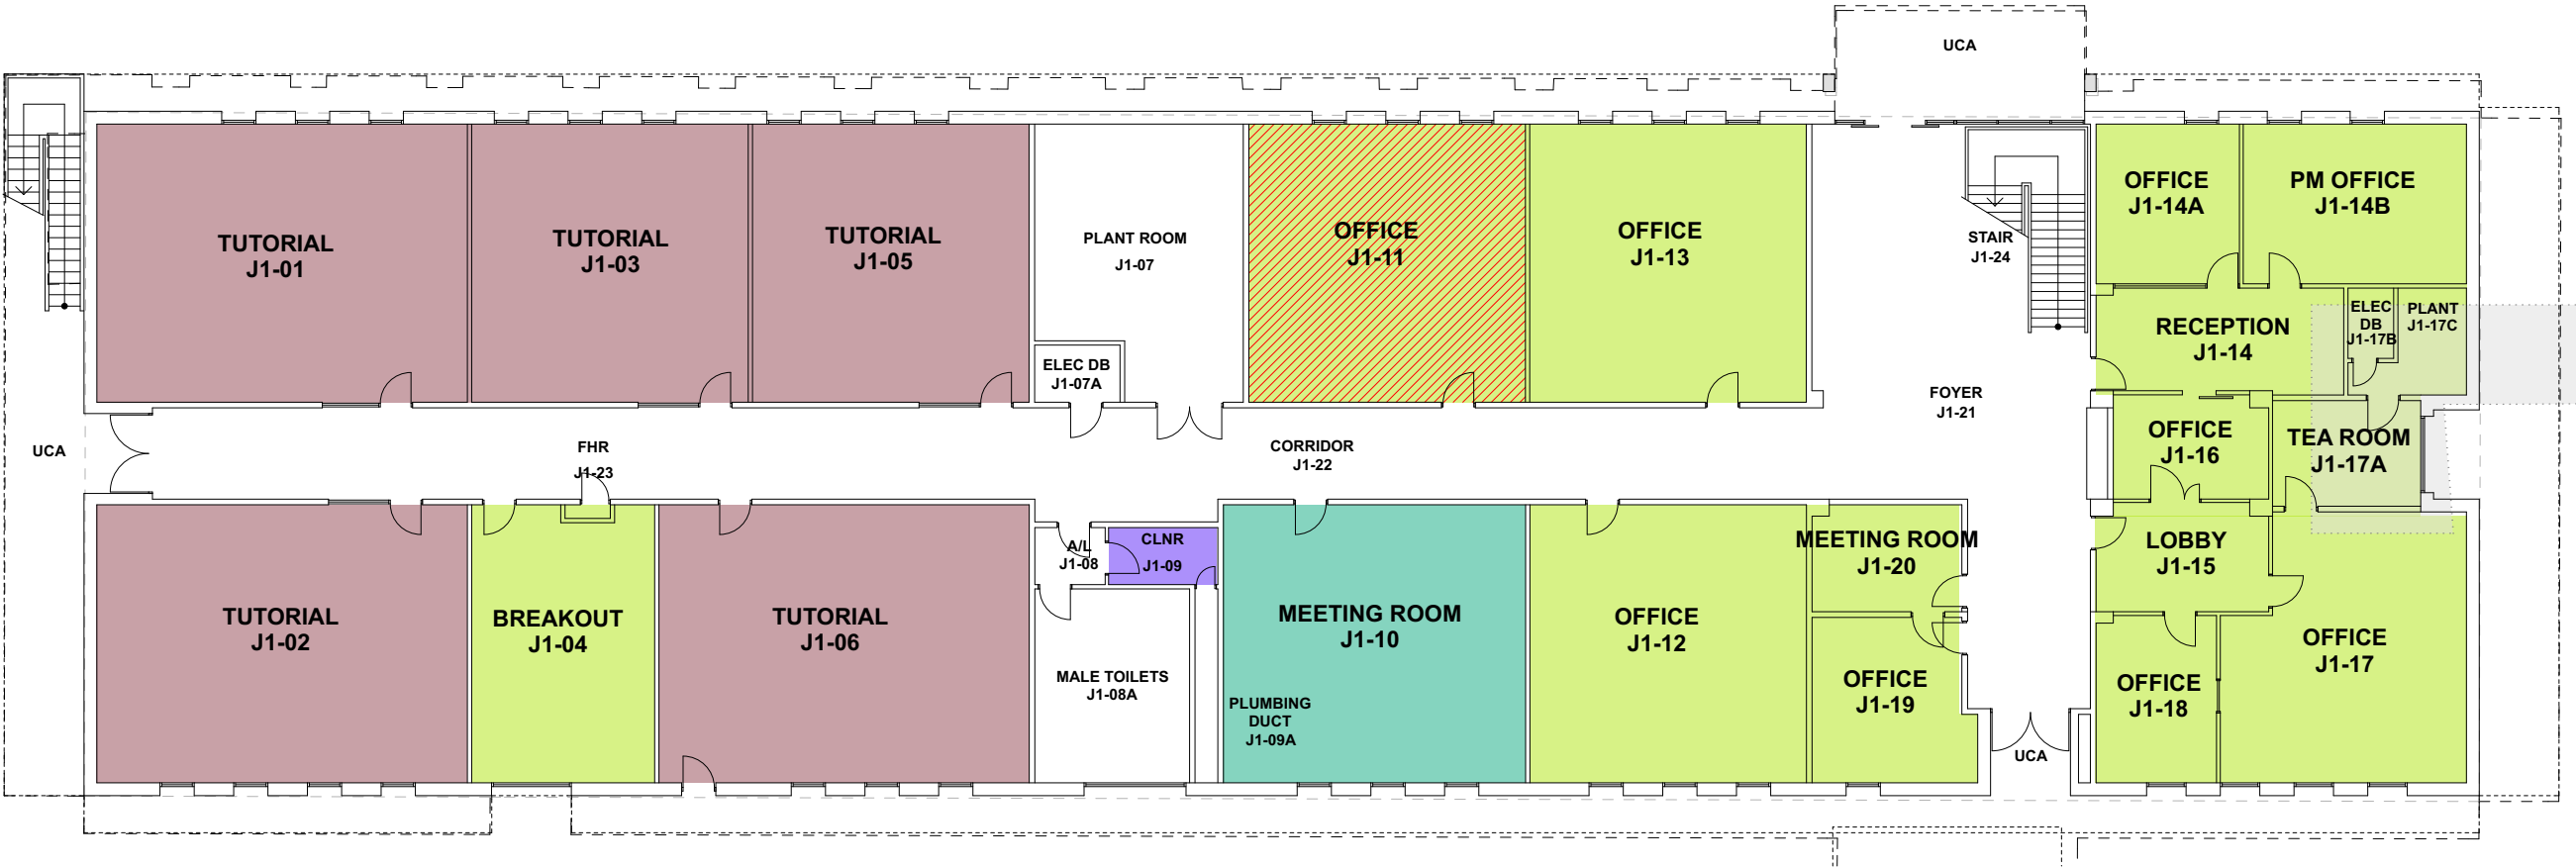 UCA
OFFICE
J1-14A
PM OFFICE
J1-14B
TUTORIAL
J1-01
TUTORIAL
J1-03
TUTORIAL
J1-05
PLANT ROOM
J1-07
OFFICE
J1-11
OFFICE
J1-13
STAIR
J1-24
RECEPTION
J1-14
ELEC
DB
J1-17B
PLANT
J1-17C
ELEC DB
J1-07A
FOYER
J1-21
UCA
FHR
J1-23
CORRIDOR
J1-22
OFFICE
J1-16
TEA ROOM
J1-17A
A/L
J1-08
CLNR
J1-09
MEETING ROOM
J1-20
LOBBY
J1-15
TUTORIAL
J1-02
BREAKOUT
J1-04
TUTORIAL
J1-06
MEETING ROOM
J1-10
OFFICE
J1-12
OFFICE
J1-17
MALE TOILETS
J1-08A
PLUMBING
DUCT
J1-09A
OFFICE
J1-19
OFFICE
J1-18
UCA